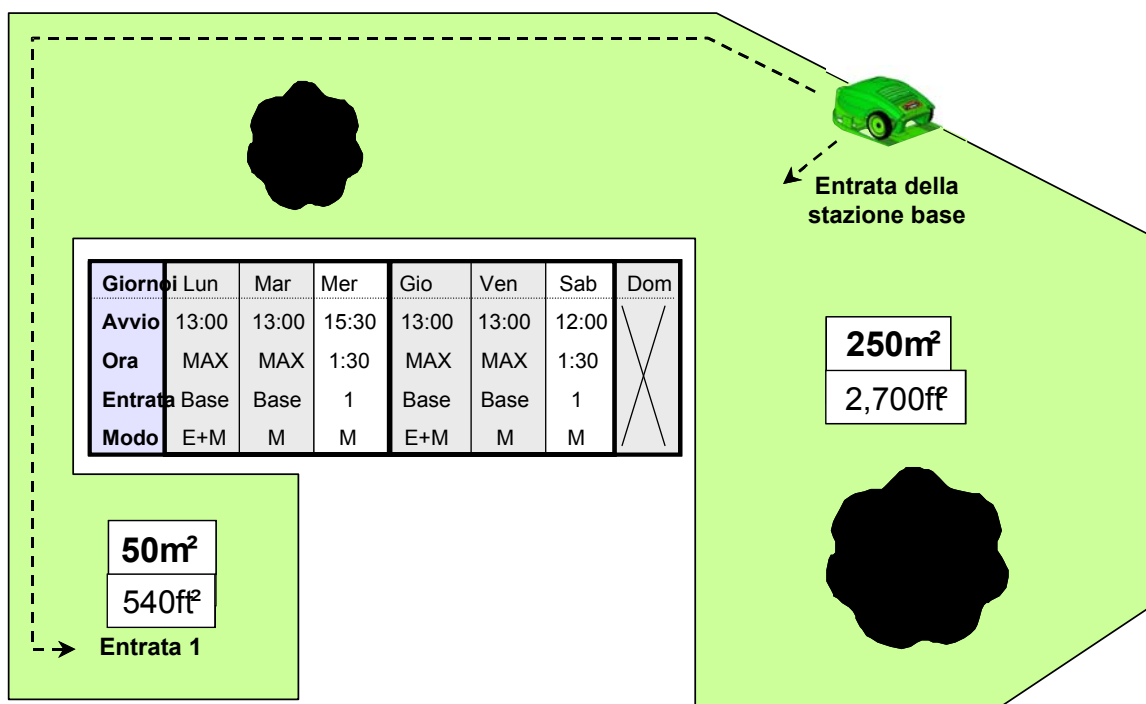 Entrata della
stazione base
Giornoi Lun Mar Mer Gio Ven Sab Dom
Avvio 13:00 13:00 15:30 13:00 13:00 12:00
Ora MAX MAX 1:30 MAX MAX 1:30
Entrata Base Base 1 Base Base 1
Modo E+M M M E+M M M
250m²
2,700ft²
50m²
540ft²
Entrata 1